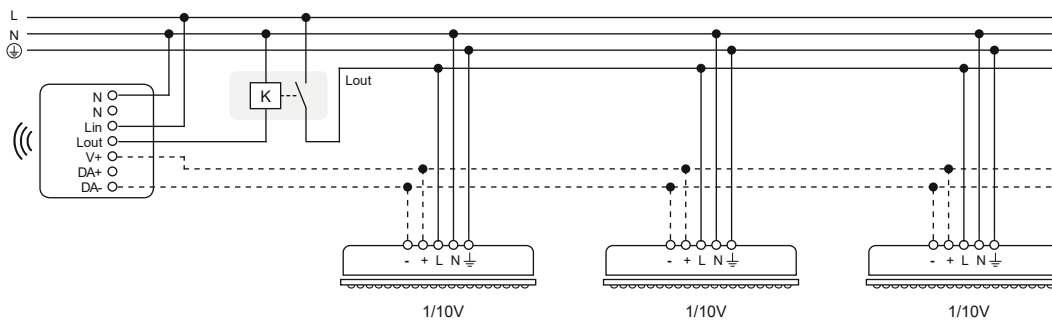 L
N
N
N
Lin
Lout
V+
DA+
DA-
K
Lout
- + L N
- + L N
- + L N
1/10V
1/10V
1/10V